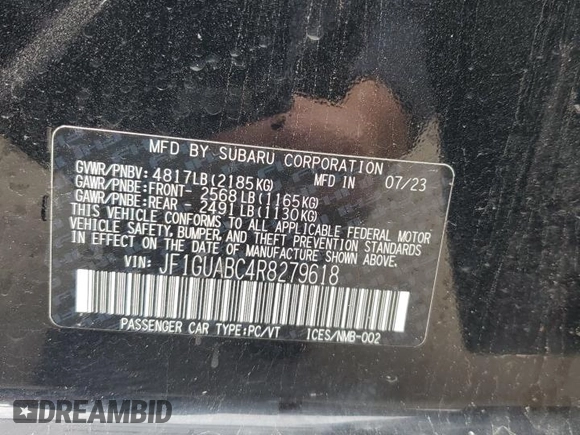 MFD BY SUBARU CORPORATION
GVWR/PNBV: 4817LB(2185KG) MFD IN 07/23
GAWR/PNBE:FRONT- 2568LB(1165KG)
GAWR/PNBE:REAR - 2491LB(1130KG)
THIS VEHICLE CONFORMS TO ALL APPLICABLE FEDERAL MOTOR
VEHICLE SAFETY, BUMPER, AND THEFT PREVENTION STANDARDS
IN EFFECT ON THE DATE OF MANUFACTURE SHOWN ABOVE.
VIN: JF1GUABC4R8279618
PASSENGER CAR TYPE:PC/VT ICES/NMB-002
DREAMBID